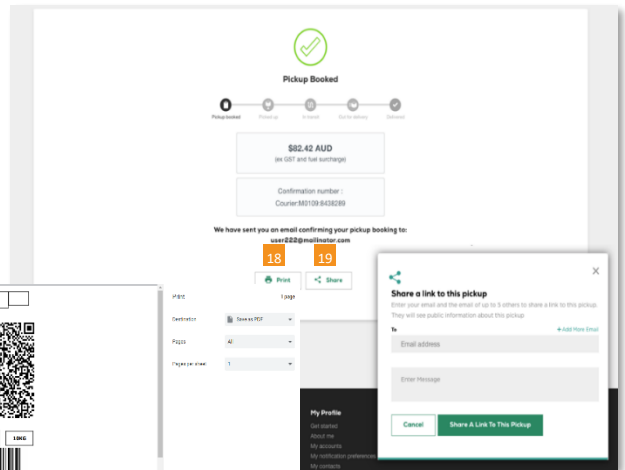 Pickup Booked
Pickup booked Picked up In transit Out for delivery Delivered
$82.42 AUD
(ex GST and fuel surcharge)
Confirmation number :
Courier:M0109:8438289
We have sent you an email confirming your pickup booking to:
user222@mailinator.com
18 19
Print Share
Print 1 page
Destination Save as PDF
Pages All
Pages per sheet 1
10KG
X
Share a link to this pickup
Enter your email and the email of up to 5 others to share a link to this pickup.
They will see public information about this pickup
To +Add More Email
Email address
Enter Message
Cancel Share A Link To This Pickup
My Profile
Get started
About me
My accounts
My notification preferences
My contacts